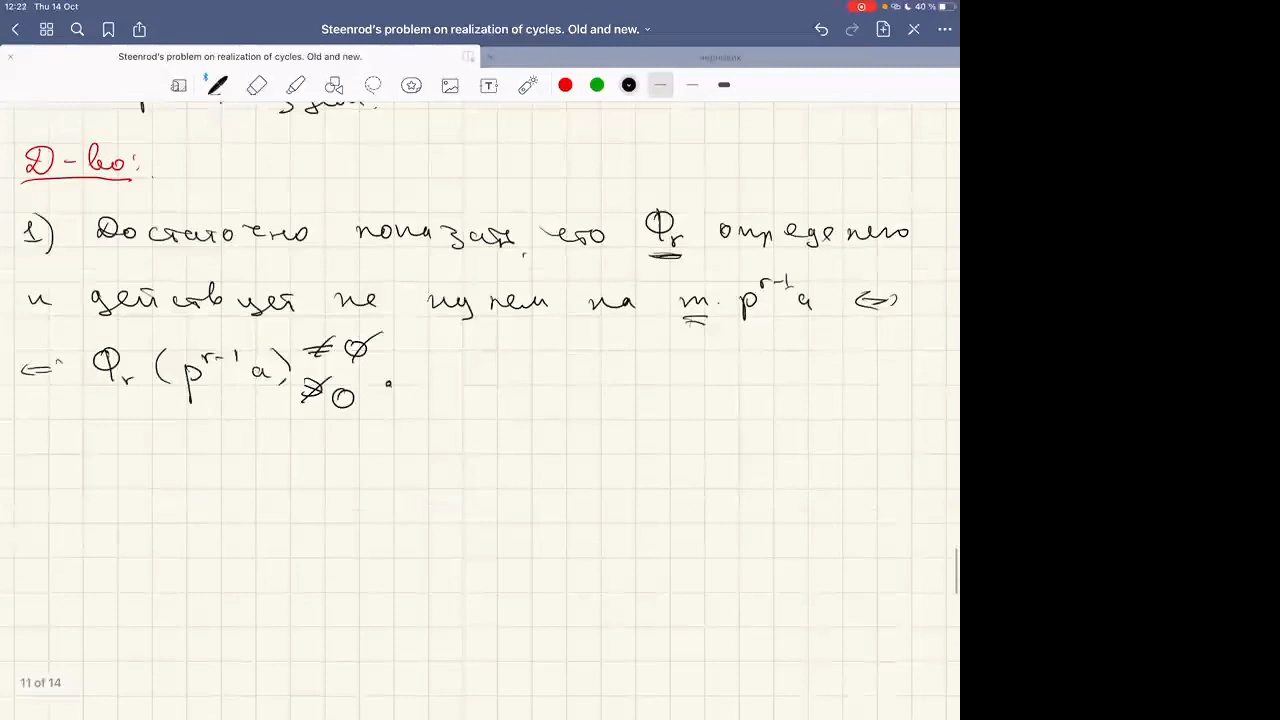 12:22 Thu 14 Oct
40 %
Steenrod's problem on realization of cycles. Old and new.
Steenrod's problem on realization of cycles. Old and new.
черновик
Д-во:
1) Достаточно показать, что Φ_r определено
и действует не нулем на m · p^{r-1} a ⇔
⇔ Φ_r (p^{r-1} a) ≠ ∅
∌ 0
11 of 14